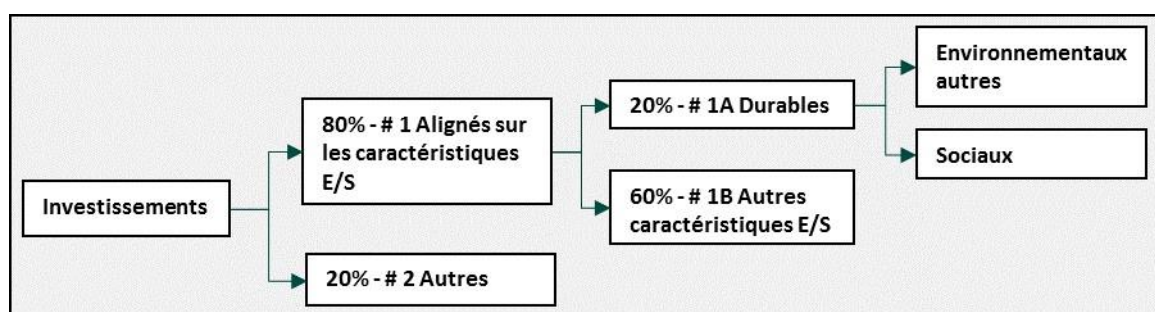 Investissements
80% - # 1 Alignés sur
les caractéristiques
E/S
20% - # 2 Autres
20% - # 1A Durables
60% - # 1B Autres
caractéristiques E/S
Environnementaux
autres
Sociaux